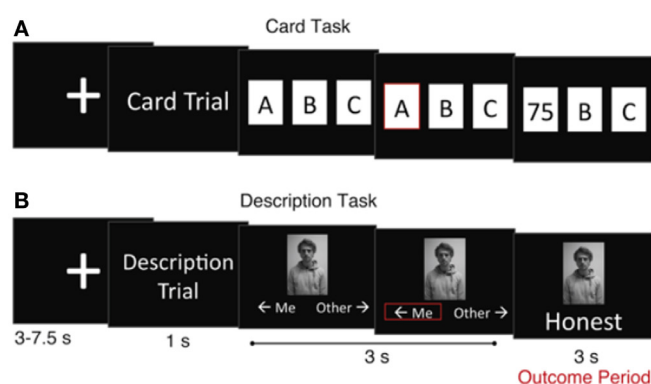 A
Card Task
+
Card Trial
A B C
A B C
75 B C
B
Description Task
+
Description
Trial
← Me Other →
← Me Other →
Honest
3-7.5 s
1 s
3 s
3 s
Outcome Period